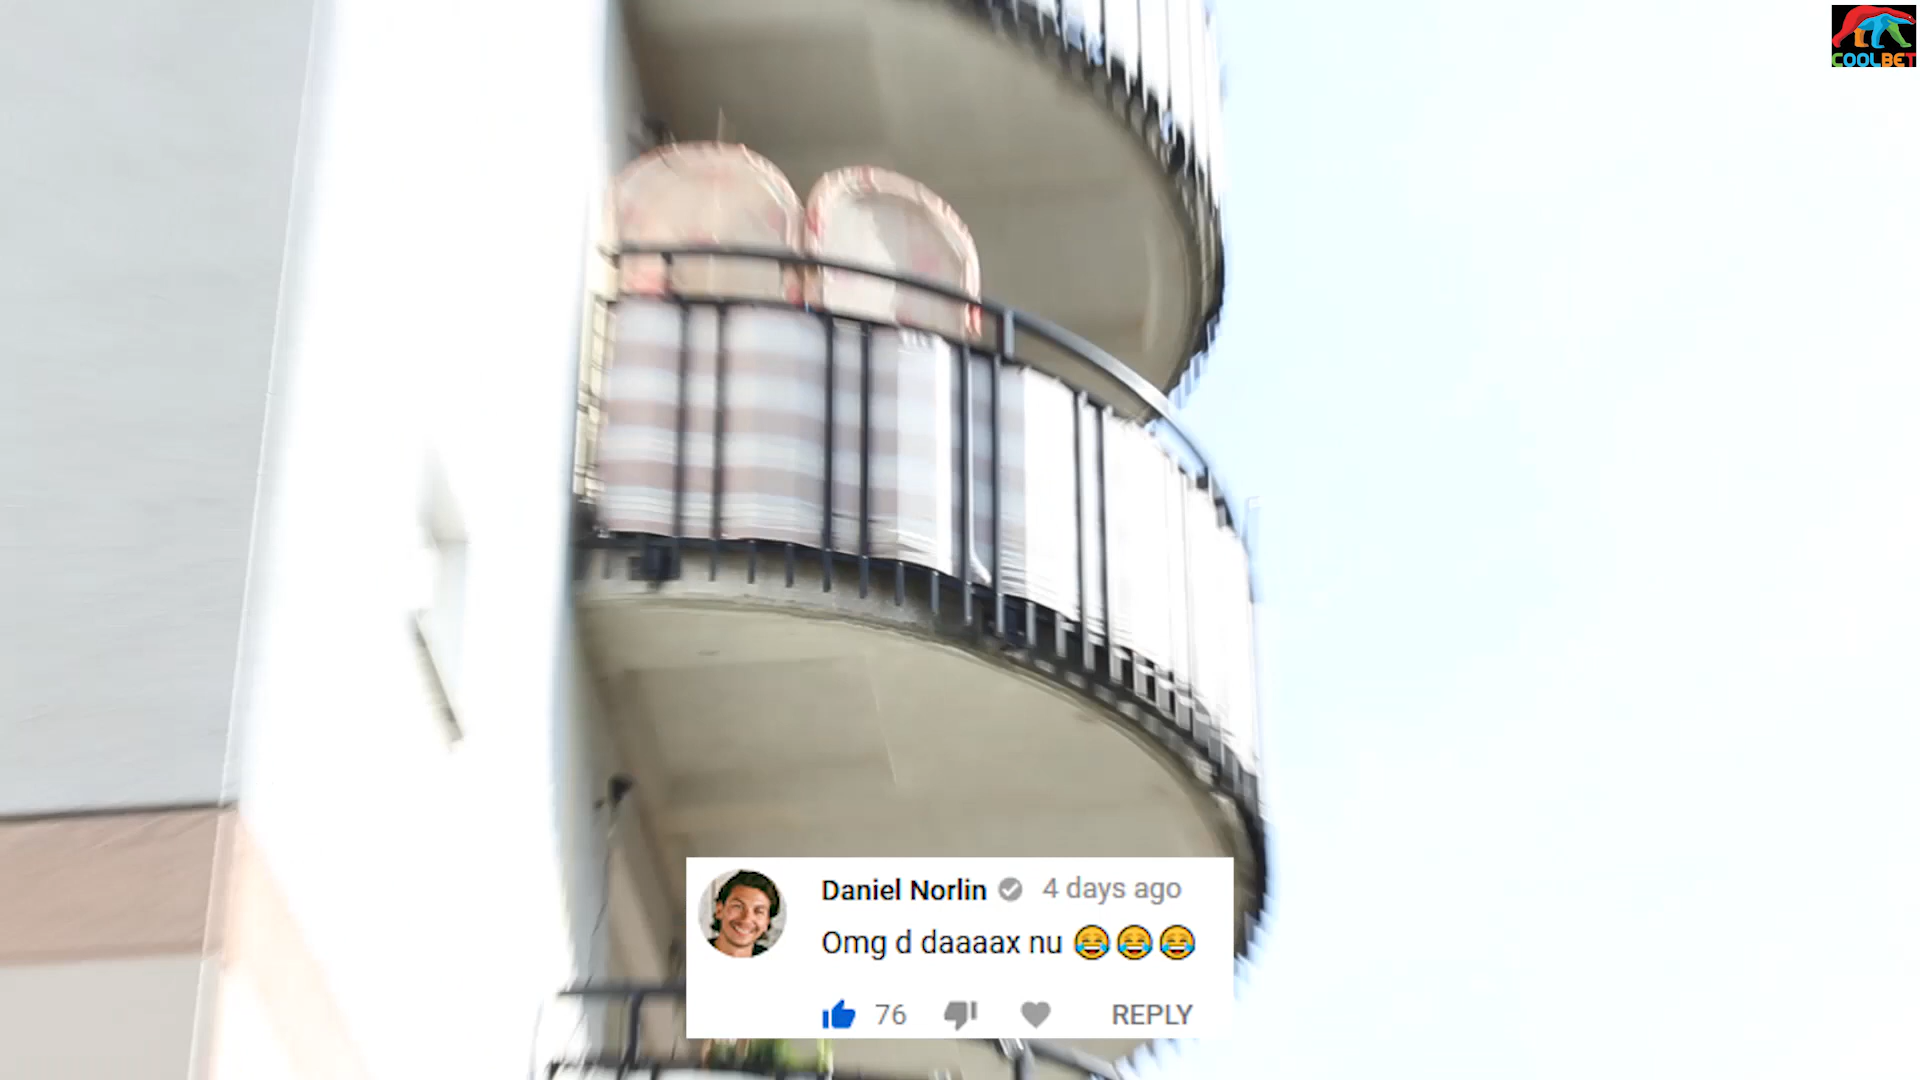 COOLBET
Daniel Norlin 4 days ago
Omg d daaaax nu 😂😂😂
76 REPLY